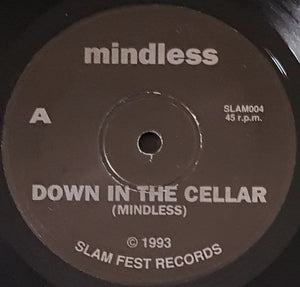 mindless
A
SLAM004
45 r.p.m.
DOWN IN THE CELLAR
(MINDLESS)
© 1993
SLAM FEST RECORDS